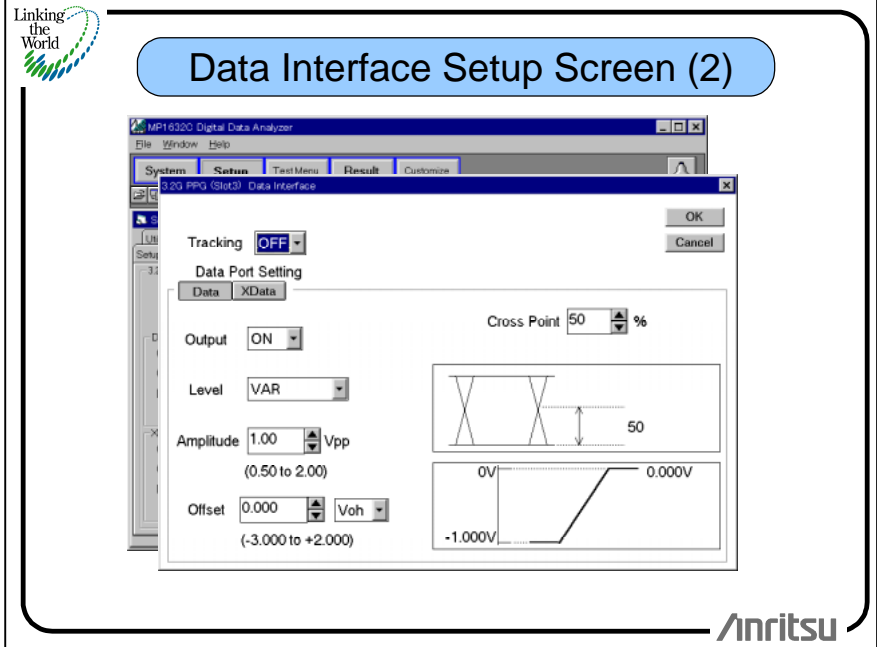 Linking
the
World
Data Interface Setup Screen (2)
MP1632C Digital Data Analyzer
File Window Help
System Setup Test Menu Result Customize
3.2G PPG (Slot3) Data Interface
OK
Cancel
Tracking OFF
Data Port Setting
Data XData
Cross Point 50 %
Output ON
Level VAR
50
Amplitude 1.00 Vpp
(0.50 to 2.00)
0V 0.000V
Offset 0.000 Voh
-1.000V
(-3.000 to +2.000)
Anritsu